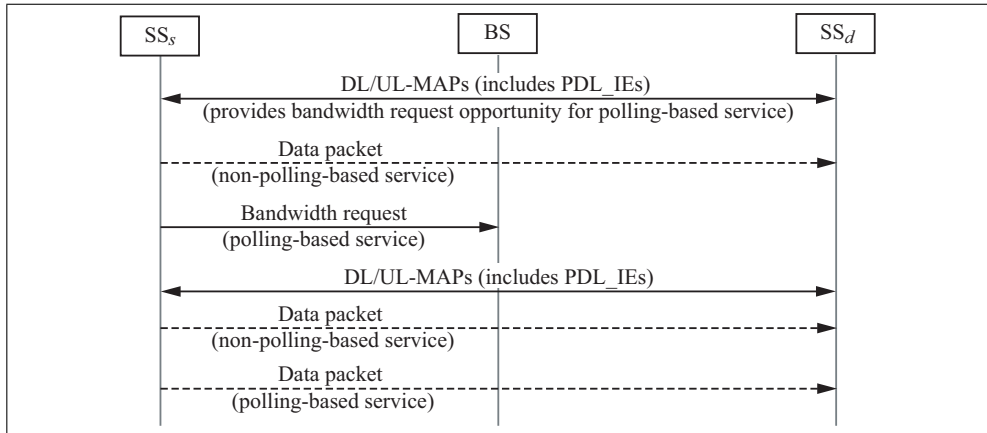 SSs BS SSd
DL/UL-MAPs (includes PDL_IEs)
(provides bandwidth request opportunity for polling-based service)
Data packet
(non-polling-based service)
Bandwidth request
(polling-based service)
DL/UL-MAPs (includes PDL_IEs)
Data packet
(non-polling-based service)
Data packet
(polling-based service)